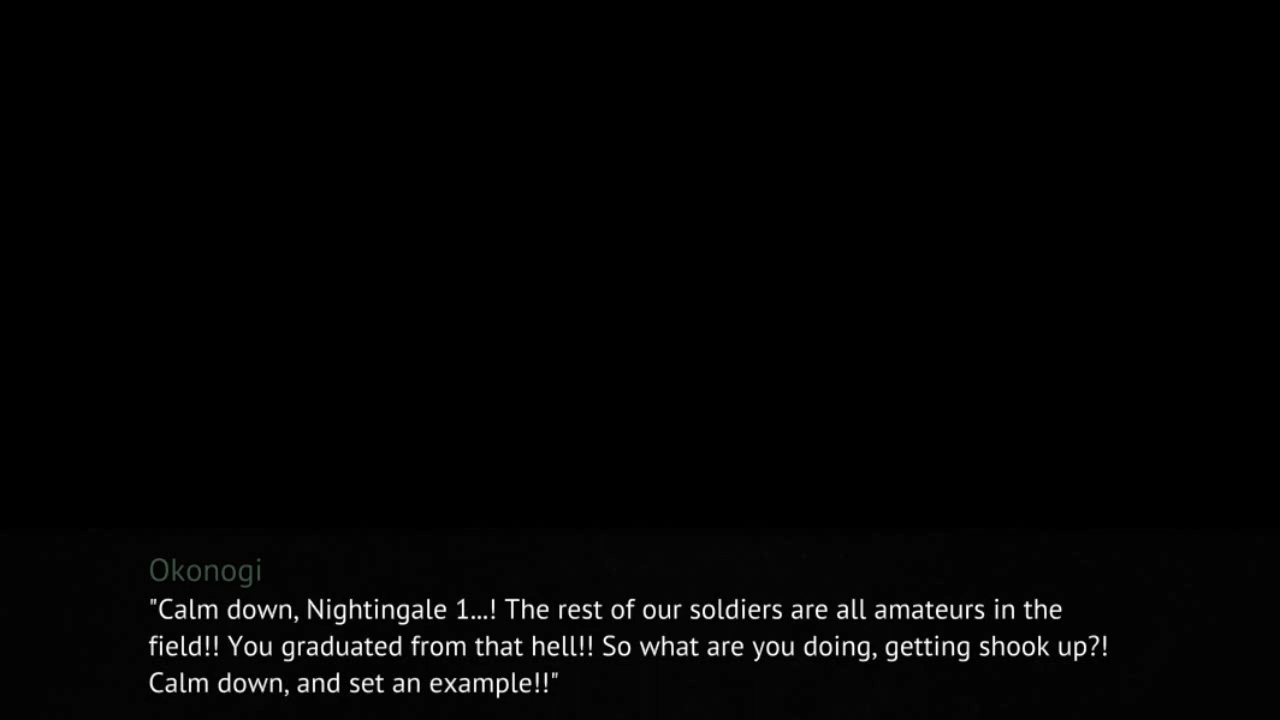 Okonogi
"Calm down, Nightingale 1...! The rest of our soldiers are all amateurs in the
field!! You graduated from that hell!! So what are you doing, getting shook up?!
Calm down, and set an example!!"